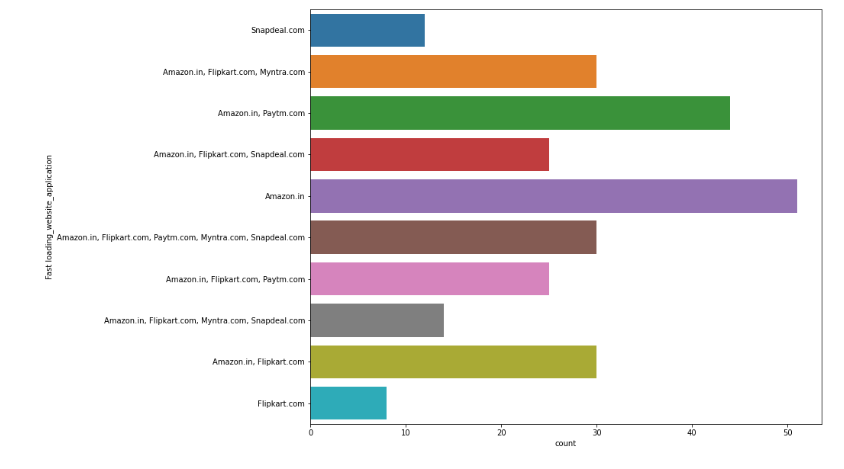 Snapdeal.com
Amazon.in, Flipkart.com, Myntra.com
Amazon.in, Paytm.com
Amazon.in, Flipkart.com, Snapdeal.com
Amazon.in
Amazon.in, Flipkart.com, Paytm.com, Myntra.com, Snapdeal.com
Amazon.in, Flipkart.com, Paytm.com
Amazon.in, Flipkart.com, Myntra.com, Snapdeal.com
Amazon.in, Flipkart.com
Flipkart.com
Fast loading_website_application
0 10 20 30 40 50
count